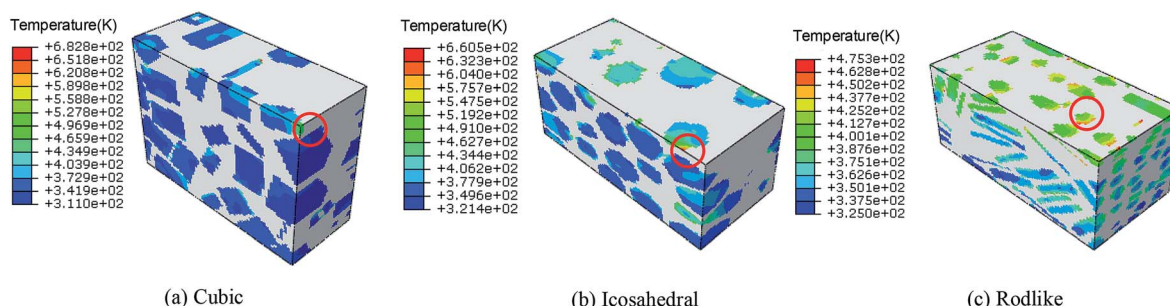 Temperature(K)
+6.828e+02
+6.518e+02
+6.208e+02
+5.898e+02
+5.588e+02
+5.278e+02
+4.969e+02
+4.659e+02
+4.349e+02
+4.039e+02
+3.729e+02
+3.419e+02
+3.110e+02
(a) Cubic
Temperature(K)
+6.605e+02
+6.323e+02
+6.040e+02
+5.757e+02
+5.475e+02
+5.192e+02
+4.910e+02
+4.627e+02
+4.344e+02
+4.062e+02
+3.779e+02
+3.496e+02
+3.214e+02
(b) Icosahedral
Temperature(K)
+4.753e+02
+4.628e+02
+4.502e+02
+4.377e+02
+4.252e+02
+4.127e+02
+4.001e+02
+3.876e+02
+3.751e+02
+3.626e+02
+3.501e+02
+3.375e+02
+3.250e+02
(c) Rodlike